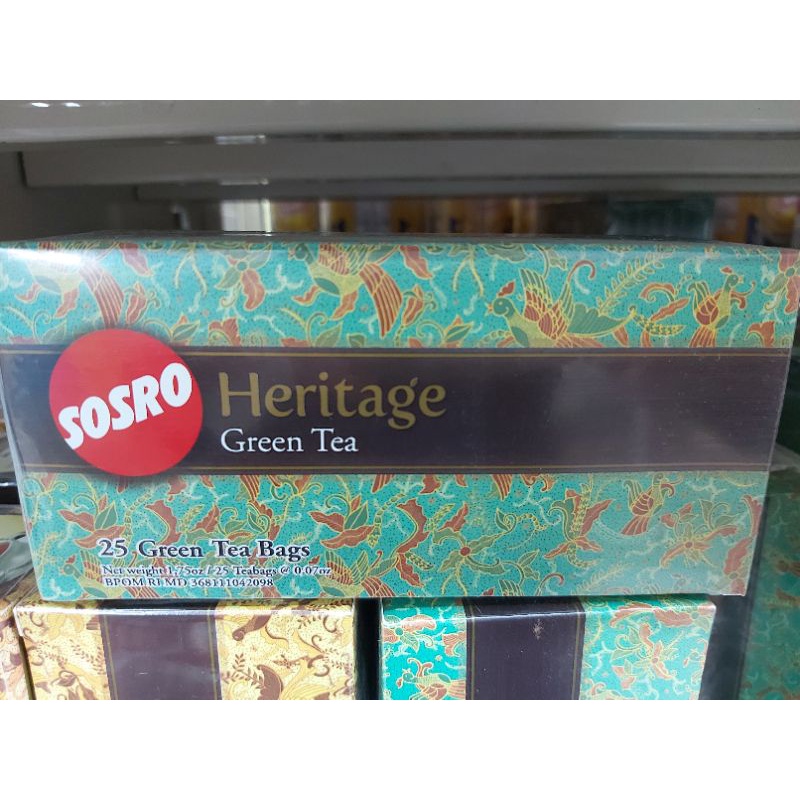 SOSRO
Heritage
Green Tea
25 Green Tea Bags
Net weight 1.75oz / 25 Teabags @ 0.07oz
BPOM RI MD 368111042098